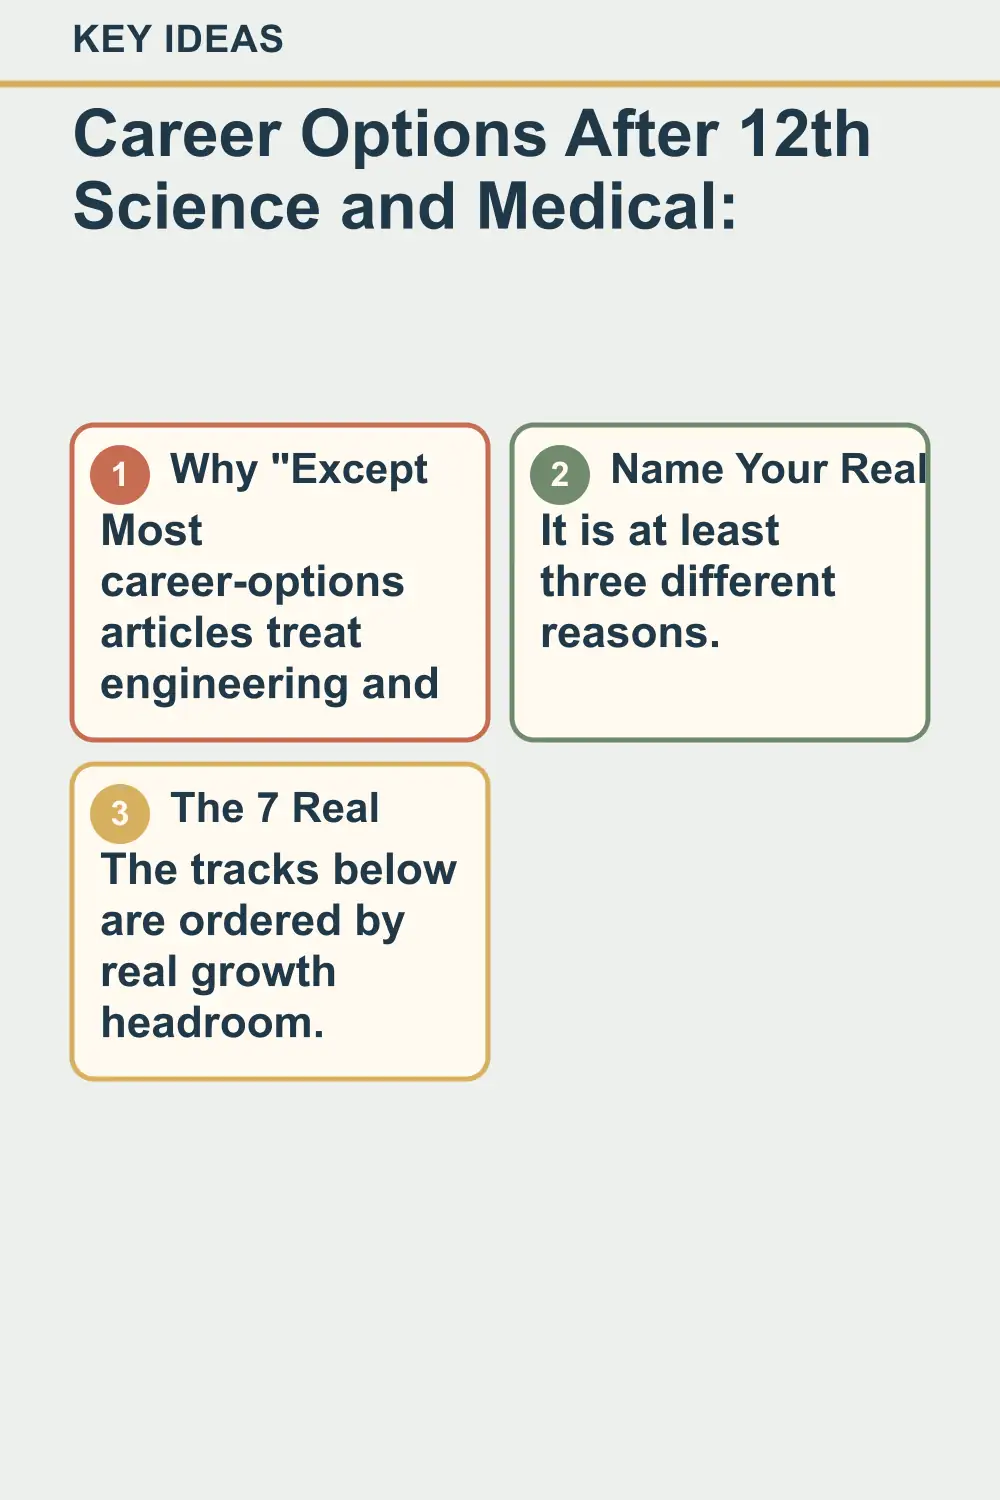 KEY IDEAS
Career Options After 12th
Science and Medical:
1 Why "Except
Most
career-options
articles treat
engineering and
2 Name Your Real
It is at least
three different
reasons.
3 The 7 Real
The tracks below
are ordered by
real growth
headroom.